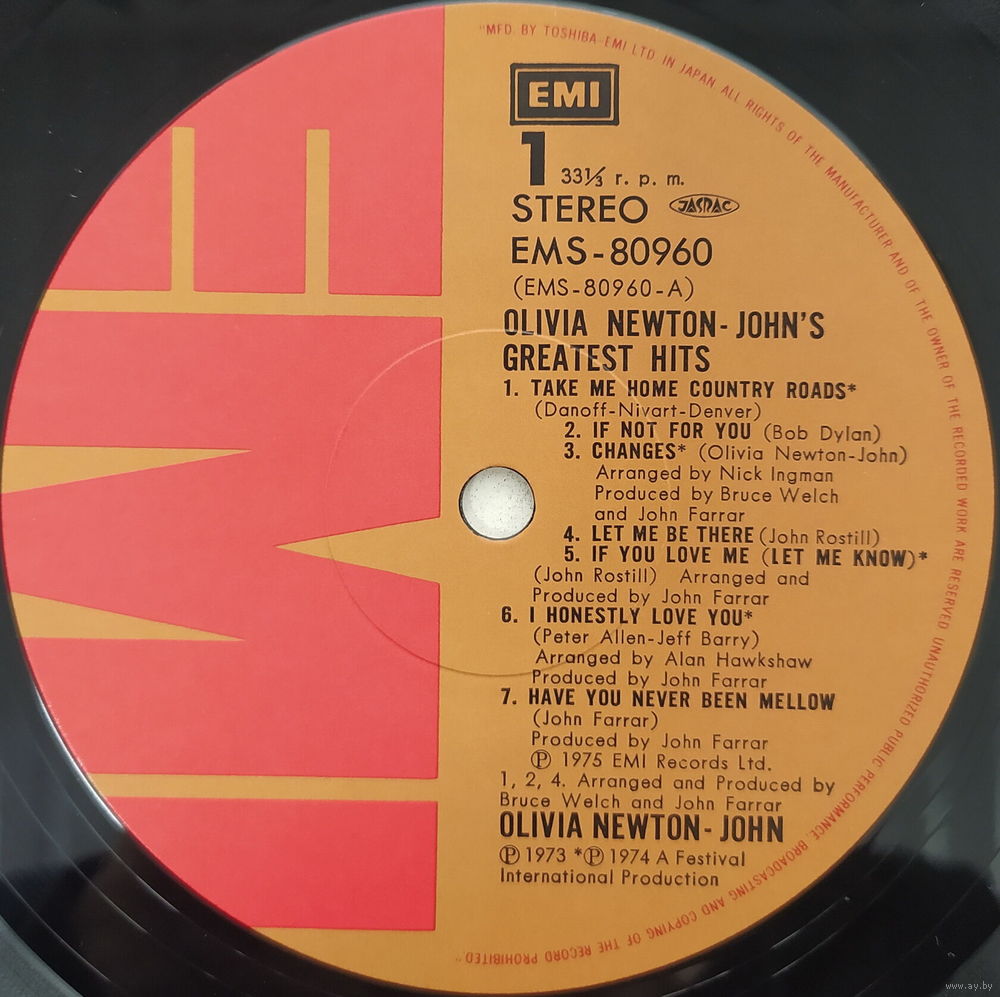 "MFD. BY TOSHIBA-EMI LTD. IN JAPAN ALL RIGHTS OF THE MANUFACTURER AND OF THE OWNER OF THE RECORDED WORK ARE RESERVED UNAUTHORIZED PUBLIC PERFORMANCE, BROADCASTING AND COPYING OF THE RECORD PROHIBITED"
EMI
EMI
1 33⅓ r. p. m.
STEREO JASRAC
EMS-80960
(EMS-80960-A)
OLIVIA NEWTON-JOHN'S
GREATEST HITS
1. TAKE ME HOME COUNTRY ROADS*
(Danoff-Nivart-Denver)
2. IF NOT FOR YOU (Bob Dylan)
3. CHANGES* (Olivia Newton-John)
Arranged by Nick Ingman
Produced by Bruce Welch
and John Farrar
4. LET ME BE THERE (John Rostill)
5. IF YOU LOVE ME (LET ME KNOW)*
(John Rostill) Arranged and
Produced by John Farrar
6. I HONESTLY LOVE YOU*
(Peter Allen-Jeff Barry)
Arranged by Alan Hawkshaw
Produced by John Farrar
7. HAVE YOU NEVER BEEN MELLOW
(John Farrar)
Produced by John Farrar
Ⓟ 1975 EMI Records Ltd.
1, 2, 4. Arranged and Produced by
Bruce Welch and John Farrar
OLIVIA NEWTON-JOHN
Ⓟ 1973 *Ⓟ 1974 A Festival
International Production
www.ay.by